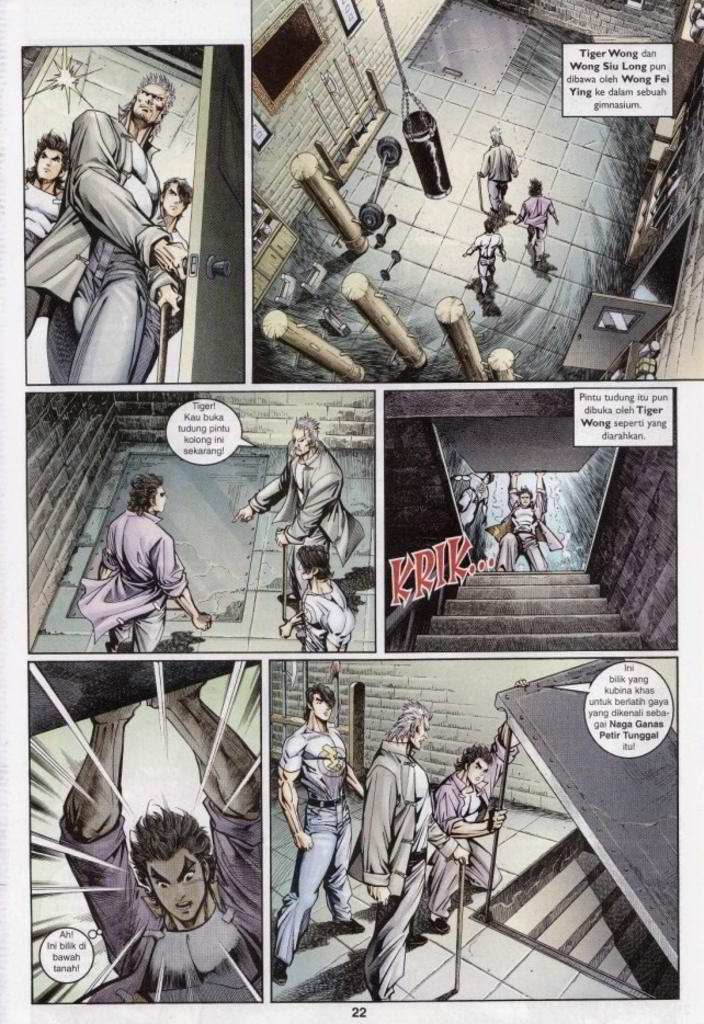 Tiger Wong dan
Wong Siu Long pun
dibawa oleh Wong Fei
Ying ke dalam sebuah
gimnasium.
Tiger!
Kau buka
tudung pintu
kolong ini
sekarang!
Pintu tudung itu pun
dibuka oleh Tiger
Wong seperti yang
diarahkan.
KRIK...
Ah!
Ini bilik di
bawah
tanah!
Ini
bilik yang
kubina khas
untuk berlatih gaya
yang dikenali seba-
gai Naga Ganas
Petir Tunggal
itu!
22